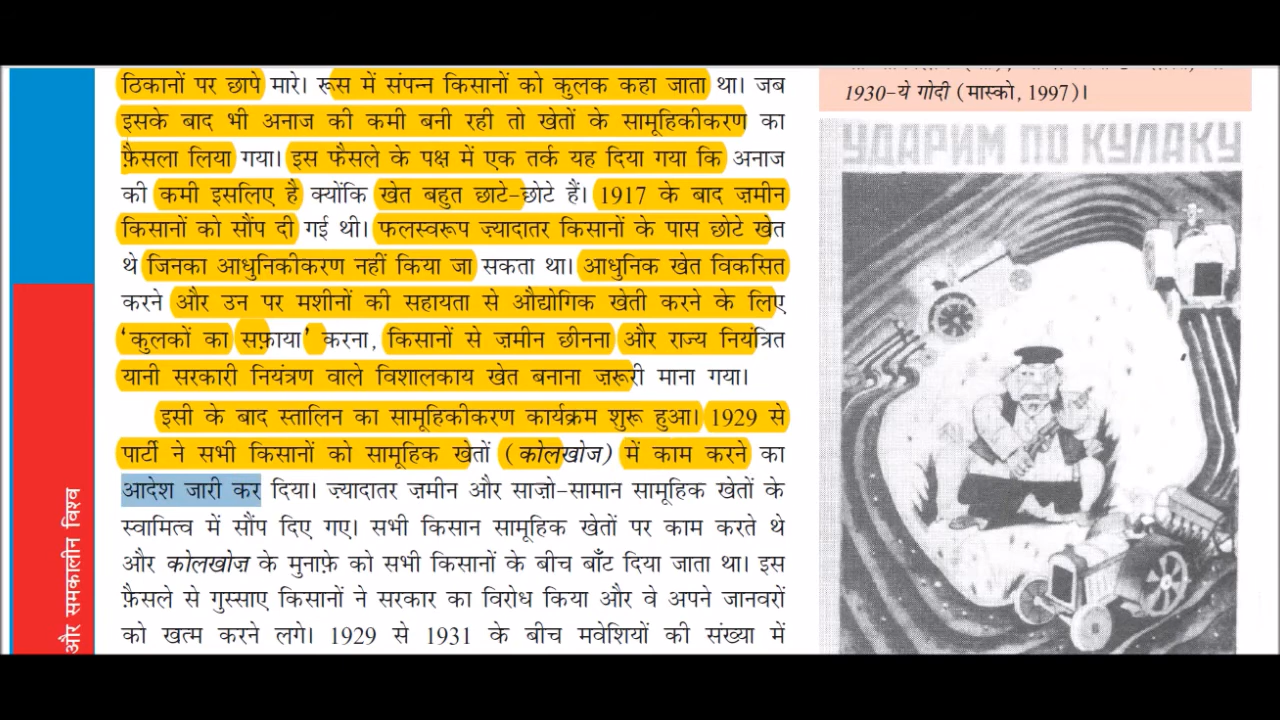 ठिकानों पर छापे मारे। रूस में संपन्न किसानों को कुलक कहा जाता था। जब
इसके बाद भी अनाज की कमी बनी रही तो खेतों के सामूहिकीकरण का
फ़ैसला लिया गया। इस फैसले के पक्ष में एक तर्क यह दिया गया कि अनाज
की कमी इसलिए है क्योंकि खेत बहुत छाटे-छोटे हैं। 1917 के बाद ज़मीन
किसानों को सौंप दी गई थी। फलस्वरूप ज़्यादातर किसानों के पास छोटे खेत
थे जिनका आधुनिकीकरण नहीं किया जा सकता था। आधुनिक खेत विकसित
करने और उन पर मशीनों की सहायता से औद्योगिक खेती करने के लिए
‘कुलकों का सफ़ाया’ करना, किसानों से ज़मीन छीनना और राज्य नियंत्रित
यानी सरकारी नियंत्रण वाले विशालकाय खेत बनाना ज़रूरी माना गया।
इसी के बाद स्तालिन का सामूहिकीकरण कार्यक्रम शुरू हुआ। 1929 से
पार्टी ने सभी किसानों को सामूहिक खेतों (कोलखोज) में काम करने का
आदेश जारी कर दिया। ज्यादातर ज़मीन और साज़ो-सामान सामूहिक खेतों के
स्वामित्व में सौंप दिए गए। सभी किसान सामूहिक खेतों पर काम करते थे
और कोलखोज़ के मुनाफ़े को सभी किसानों के बीच बाँट दिया जाता था। इस
फ़ैसले से गुस्साए किसानों ने सरकार का विरोध किया और वे अपने जानवरों
को खत्म करने लगे। 1929 से 1931 के बीच मवेशियों की संख्या में
1930-ये गोदी (मास्को, 1997)।
УДАРИМ ПО КУЛАКУ
और समकालीन विश्व